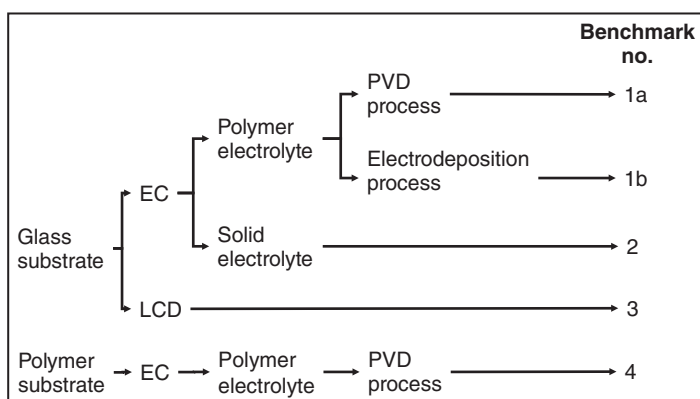 Benchmark
no.
PVD
process
1a
Polymer
electrolyte
Electrodeposition
process
1b
EC
Glass
substrate
Solid
electrolyte
2
LCD
3
Polymer
substrate
EC
Polymer
electrolyte
PVD
process
4